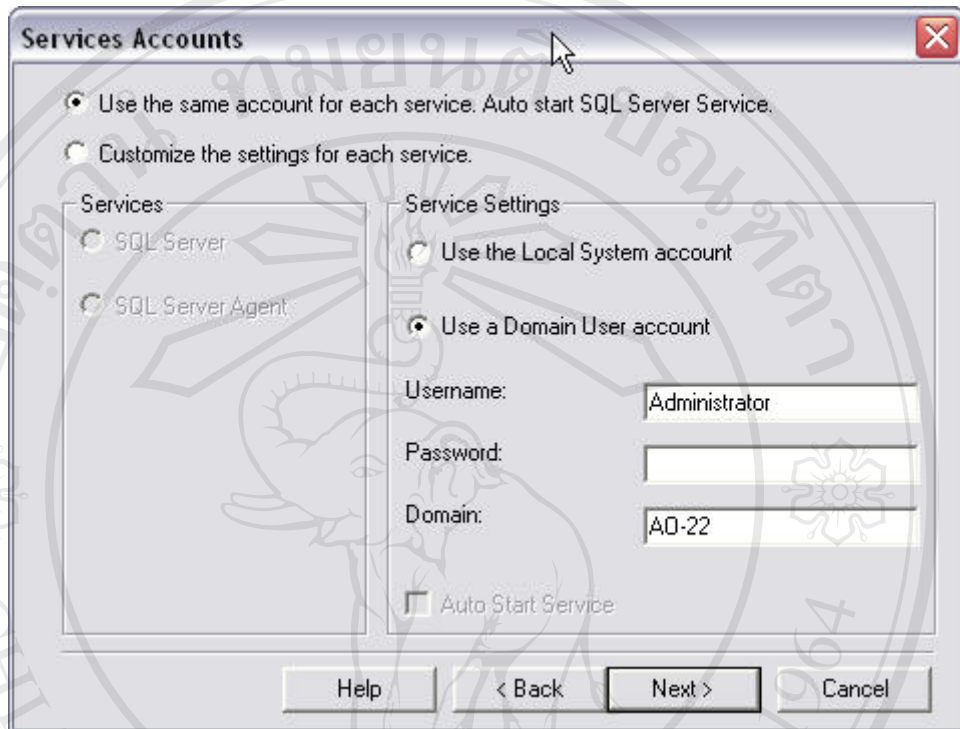 Services Accounts
Use the same account for each service. Auto start SQL Server Service.
Customize the settings for each service.
Services
SQL Server
SQL Server Agent
Service Settings
Use the Local System account
Use a Domain User account
Username:
Administrator
Password:
Domain:
AO-22
Auto Start Service
Help
< Back
Next >
Cancel